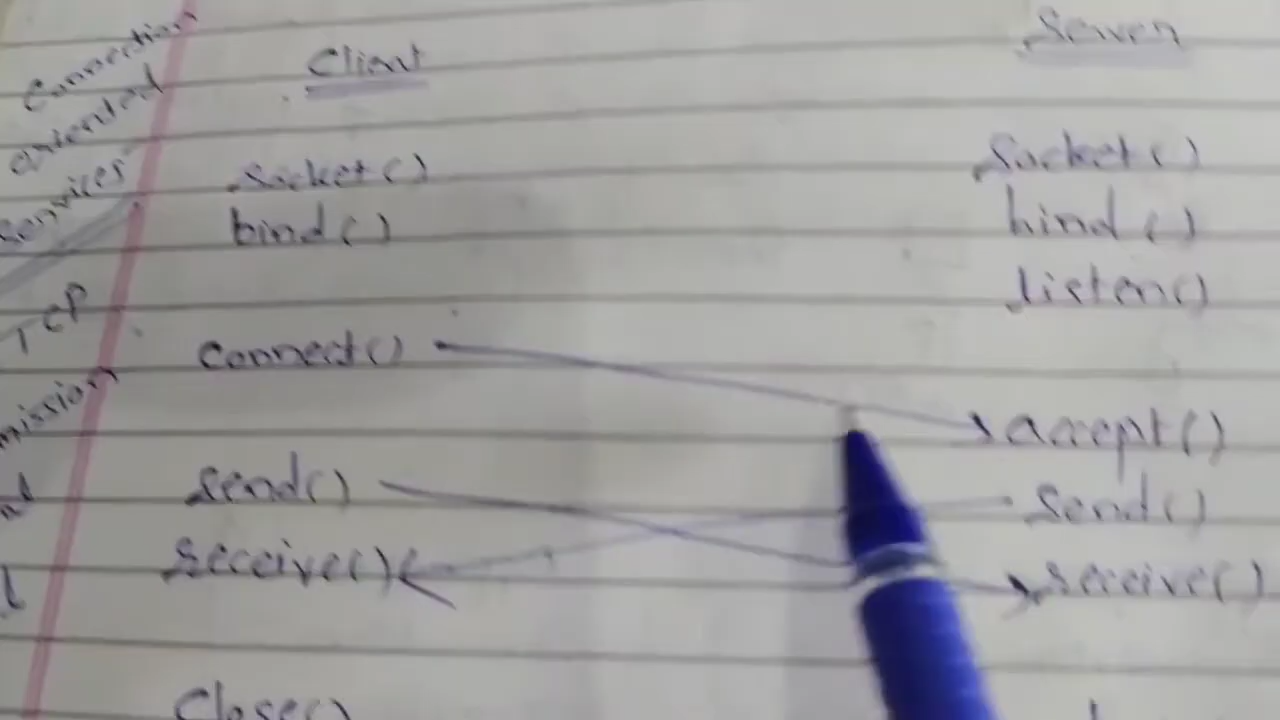 Connection
oriented
services
TCP
Client
Server
Socket()
Socket()
bind()
bind()
listen()
connect()
accept()
send()
send()
receive()
receive()
Close()